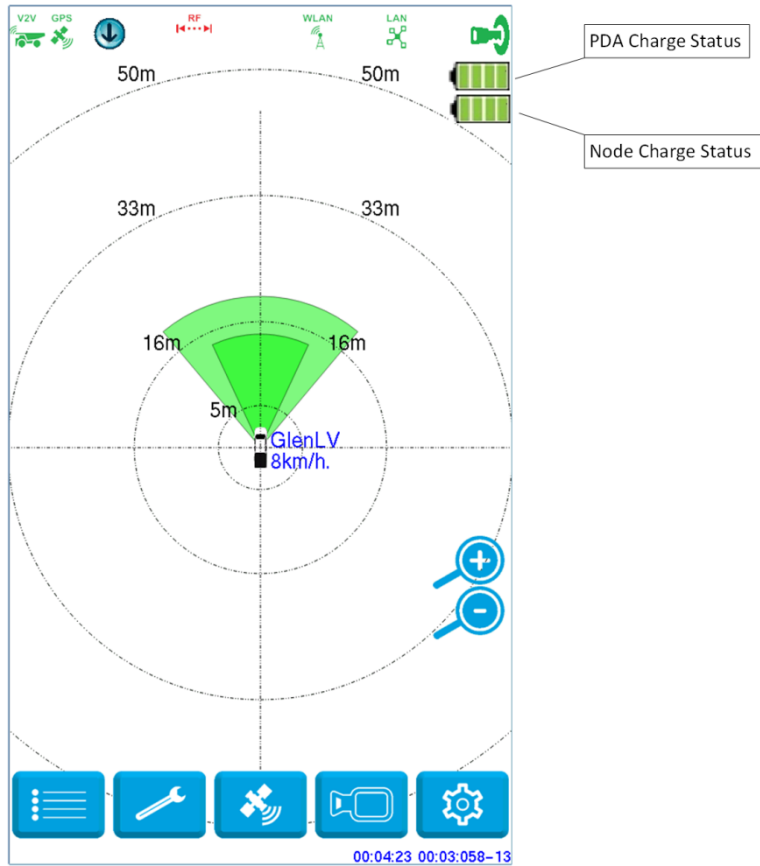 V2V GPS RF WLAN LAN
PDA Charge Status
50m 50m
Node Charge Status
33m 33m
16m 16m
5m
GlenLV
8km/h.
00:04:23 00:03:058-13